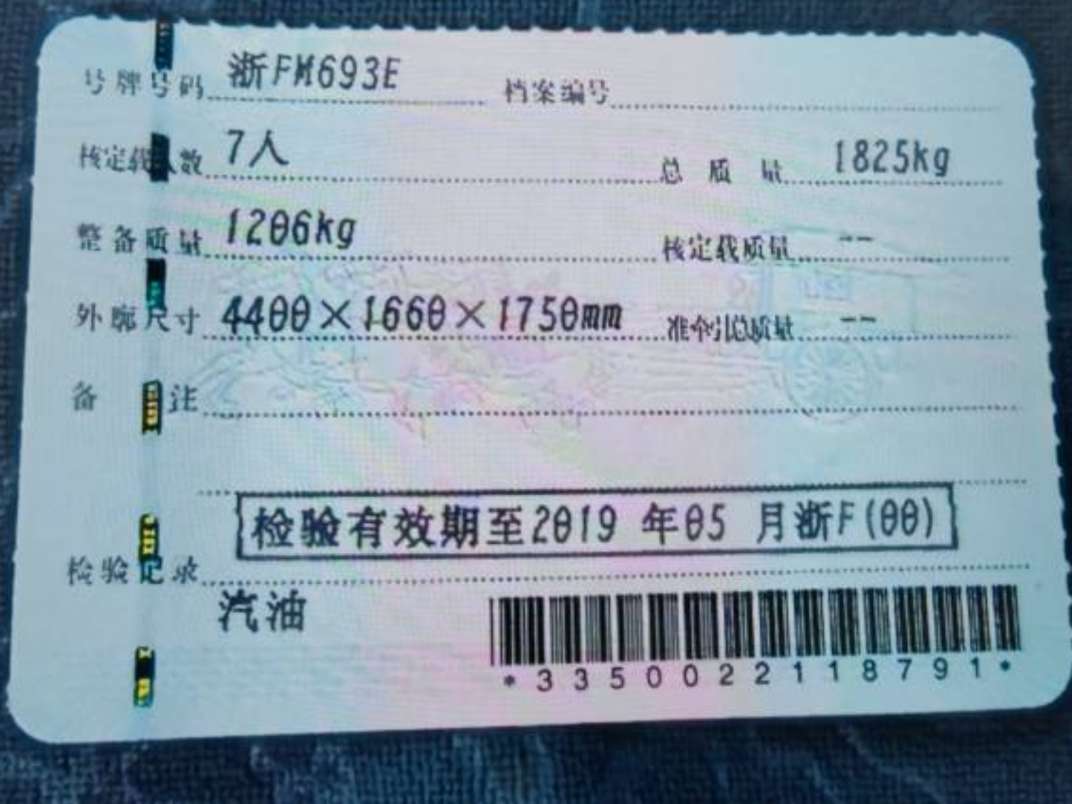 号牌号码 浙FM693E 档案编号
核定载人数 7人 总质量 1825kg
整备质量 1206kg 核定载质量 --
外廓尺寸 4400×1660×1750mm 准牵引总质量 --
备注
检验有效期至2019 年05 月浙F(00)
检验记录
汽油
*3350022118791*